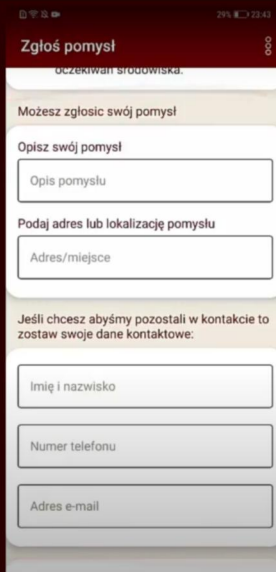 29% 23:43
Zgłoś pomysł
oczekiwań środowiska.
Możesz zgłosic swój pomysł
Opisz swój pomysł
Opis pomysłu
Podaj adres lub lokalizację pomysłu
Adres/miejsce
Jeśli chcesz abyśmy pozostali w kontakcie to
zostaw swoje dane kontaktowe:
Imię i nazwisko
Numer telefonu
Adres e-mail